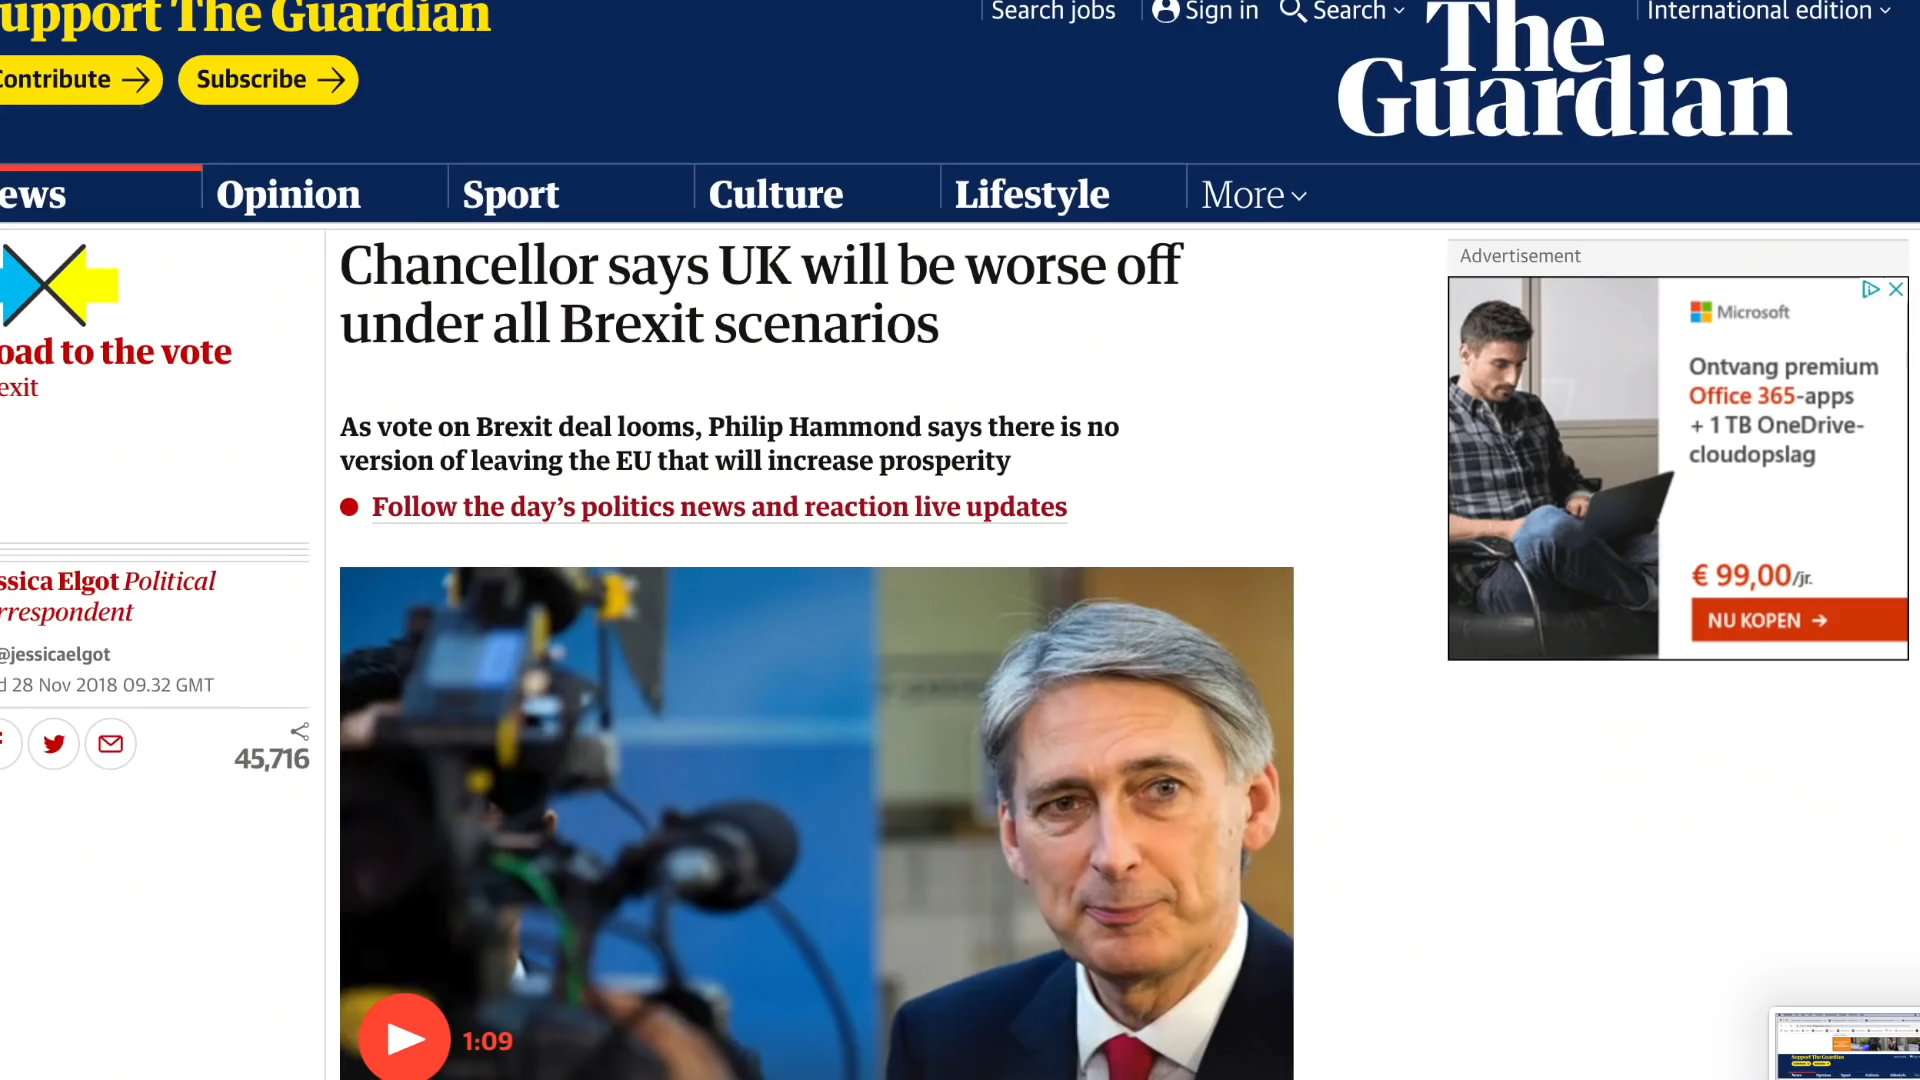 upport The Guardian
Search jobs
Sign in
Search
International edition
The
Guardian
ontribute
Subscribe
ews
Opinion
Sport
Culture
Lifestyle
More
oad to the vote
exit
Chancellor says UK will be worse off
under all Brexit scenarios
As vote on Brexit deal looms, Philip Hammond says there is no
version of leaving the EU that will increase prosperity
Follow the day's politics news and reaction live updates
ssica Elgot Political
rrespondent
@jessicaelgot
d 28 Nov 2018 09.32 GMT
45,716
1:09
Advertisement
Microsoft
Ontvang premium
Office 365-apps
+ 1 TB OneDrive-
cloudopslag
€ 99,00/jr.
NU KOPEN